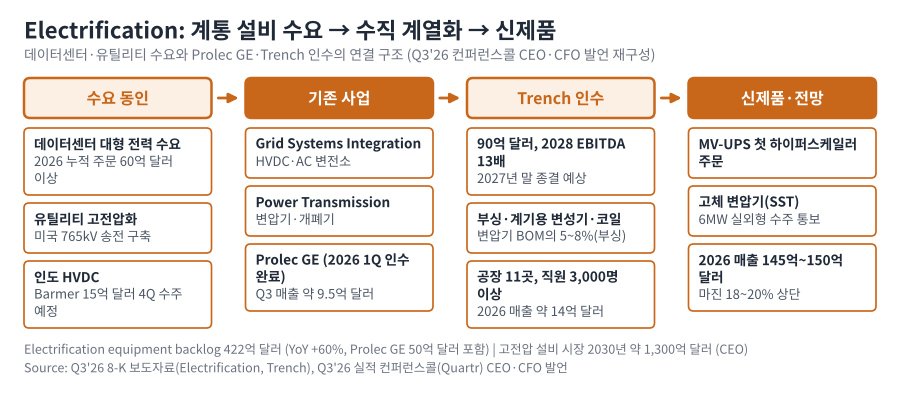 Electrification: 계통 설비 수요 → 수직 계열화 → 신제품
데이터센터·유틸리티 수요와 Prolec GE·Trench 인수의 연결 구조 (Q3'26 컨퍼런스콜 CEO·CFO 발언 재구성)
수요 동인
데이터센터 대형 전력 수요
2026 누적 주문 60억 달러
이상
유틸리티 고전압화
미국 765kV 송전 구축
인도 HVDC
Barmer 15억 달러 4Q 수주
예정
기존 사업
Grid Systems Integration
HVDC·AC 변전소
Power Transmission
변압기·개폐기
Prolec GE (2026 1Q 인수
완료)
Q3 매출 약 9.5억 달러
Trench 인수
90억 달러, 2028 EBITDA
13배
2027년 말 종결 예상
부싱·계기용 변성기·코일
변압기 BOM의 5~8%(부싱)
공장 11곳, 직원 3,000명
이상
2026 매출 약 14억 달러
신제품·전망
MV-UPS 첫 하이퍼스케일러
주문
고체 변압기(SST)
6MW 실외형 수주 통보
2026 매출 145억~150억
달러
마진 18~20% 상단
Electrification equipment backlog 422억 달러 (YoY +60%, Prolec GE 50억 달러 포함) | 고전압 설비 시장 2030년 약 1,300억 달러 (CEO)
Source: Q3'26 8-K 보도자료(Electrification, Trench), Q3'26 실적 컨퍼런스콜(Quartr) CEO·CFO 발언